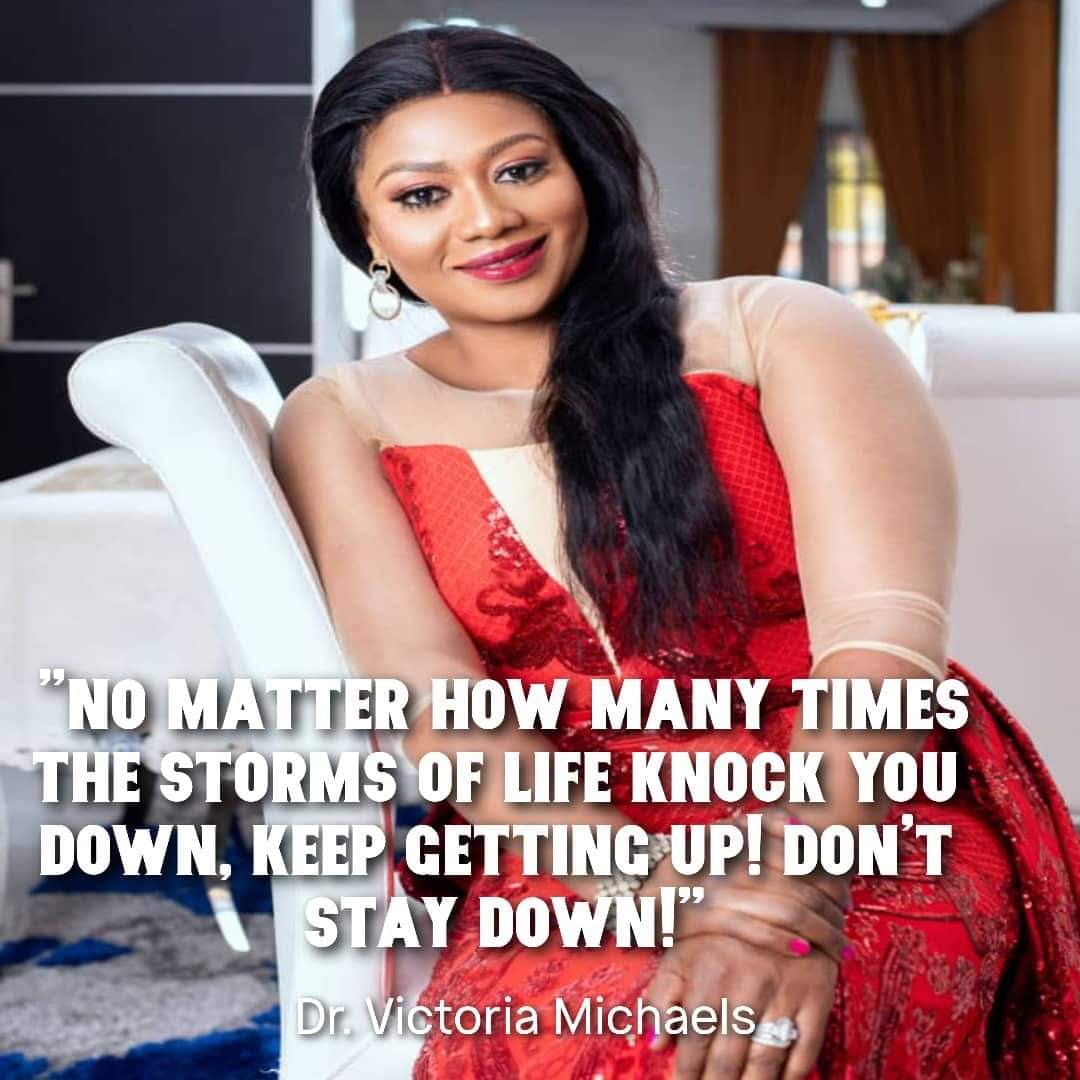 "NO MATTER HOW MANY TIMES
THE STORMS OF LIFE KNOCK YOU
DOWN, KEEP GETTING UP! DON'T
STAY DOWN!"
Dr. Victoria Michaels